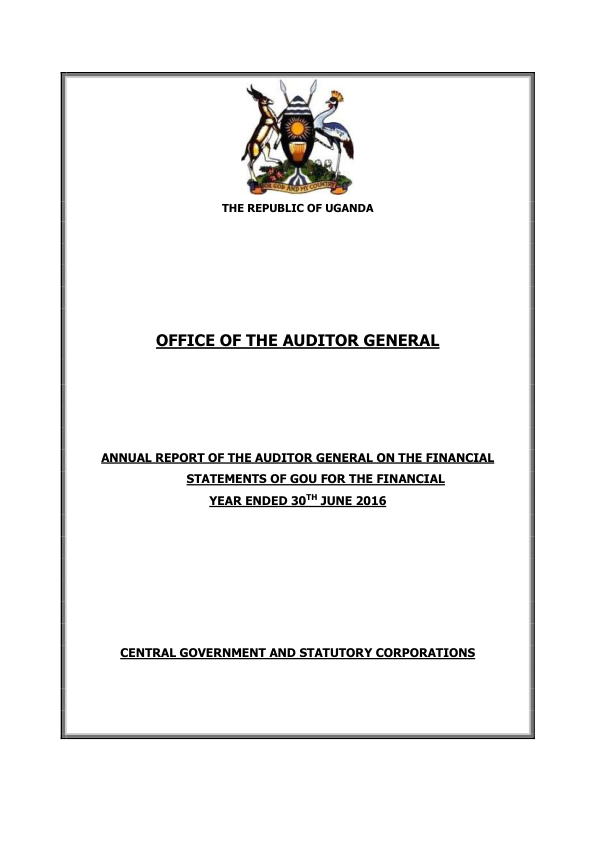 FOR GOD AND MY COUNTRY
THE REPUBLIC OF UGANDA
OFFICE OF THE AUDITOR GENERAL
ANNUAL REPORT OF THE AUDITOR GENERAL ON THE FINANCIAL
STATEMENTS OF GOU FOR THE FINANCIAL
YEAR ENDED 30TH JUNE 2016
CENTRAL GOVERNMENT AND STATUTORY CORPORATIONS